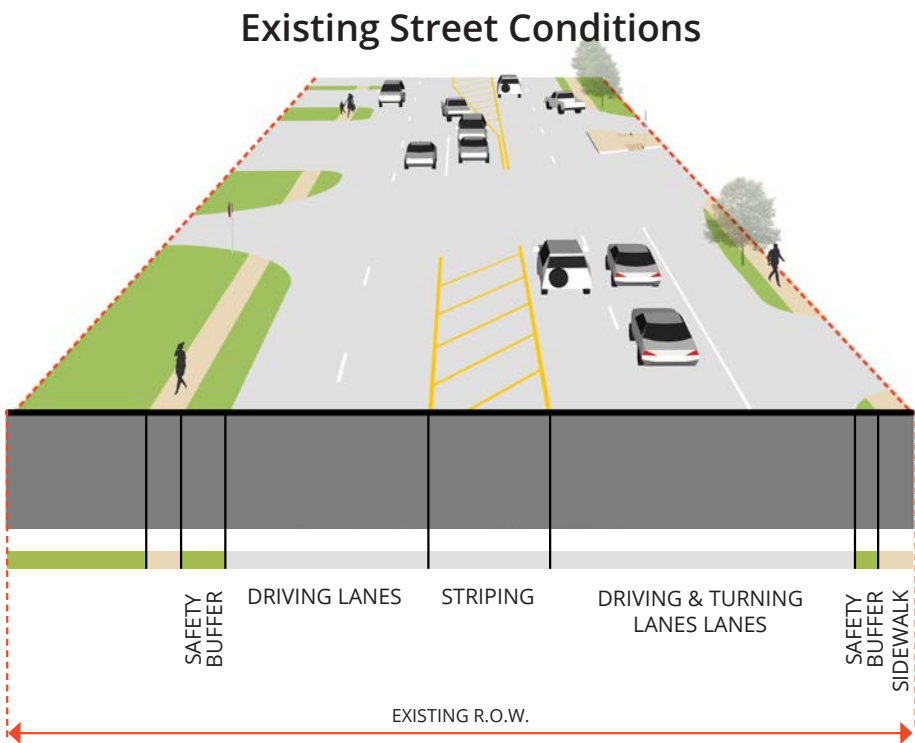 Existing Street Conditions
SAFETY
BUFFER
DRIVING LANES
STRIPING
DRIVING & TURNING
LANES LANES
SAFETY
BUFFER
SIDEWALK
EXISTING R.O.W.